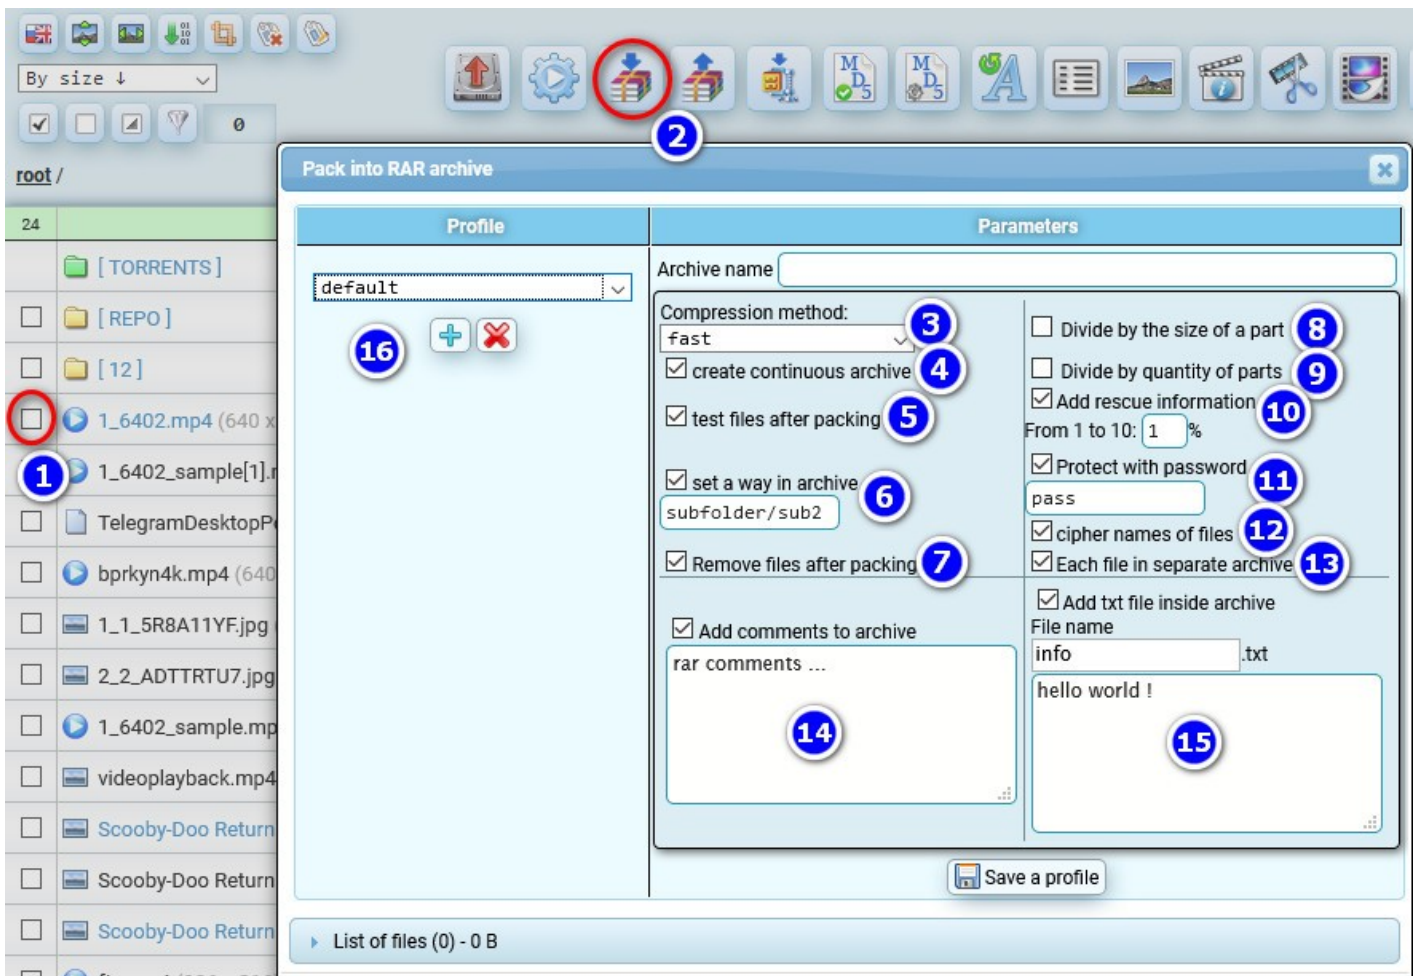 01
10
01
By size ↓
0
root /
M
D
5
M
D
5
A
2
Pack into RAR archive
24
[ TORRENTS ]
[ REPO ]
[ 12 ]
1_6402.mp4 (640 x
1
1_6402_sample[1].
TelegramDesktopP
bprkyn4k.mp4 (640
1_1_5R8A11YF.jpg
2_2_ADTTRTU7.jpg
1_6402_sample.mp
videoplayback.mp4
Scooby-Doo Return
Scooby-Doo Return
Scooby-Doo Return
Profile
default
16
Parameters
Archive name
Compression method:
fast
3
create continuous archive 4
test files after packing 5
set a way in archive
subfolder/sub2
6
Remove files after packing 7
Divide by the size of a part 8
Divide by quantity of parts 9
Add rescue information
From 1 to 10: 1 %
10
Protect with password
pass
11
cipher names of files 12
Each file in separate archive 13
Add comments to archive
rar comments ...
14
Add txt file inside archive
File name
info .txt
hello world !
15
Save a profile
List of files (0) - 0 B